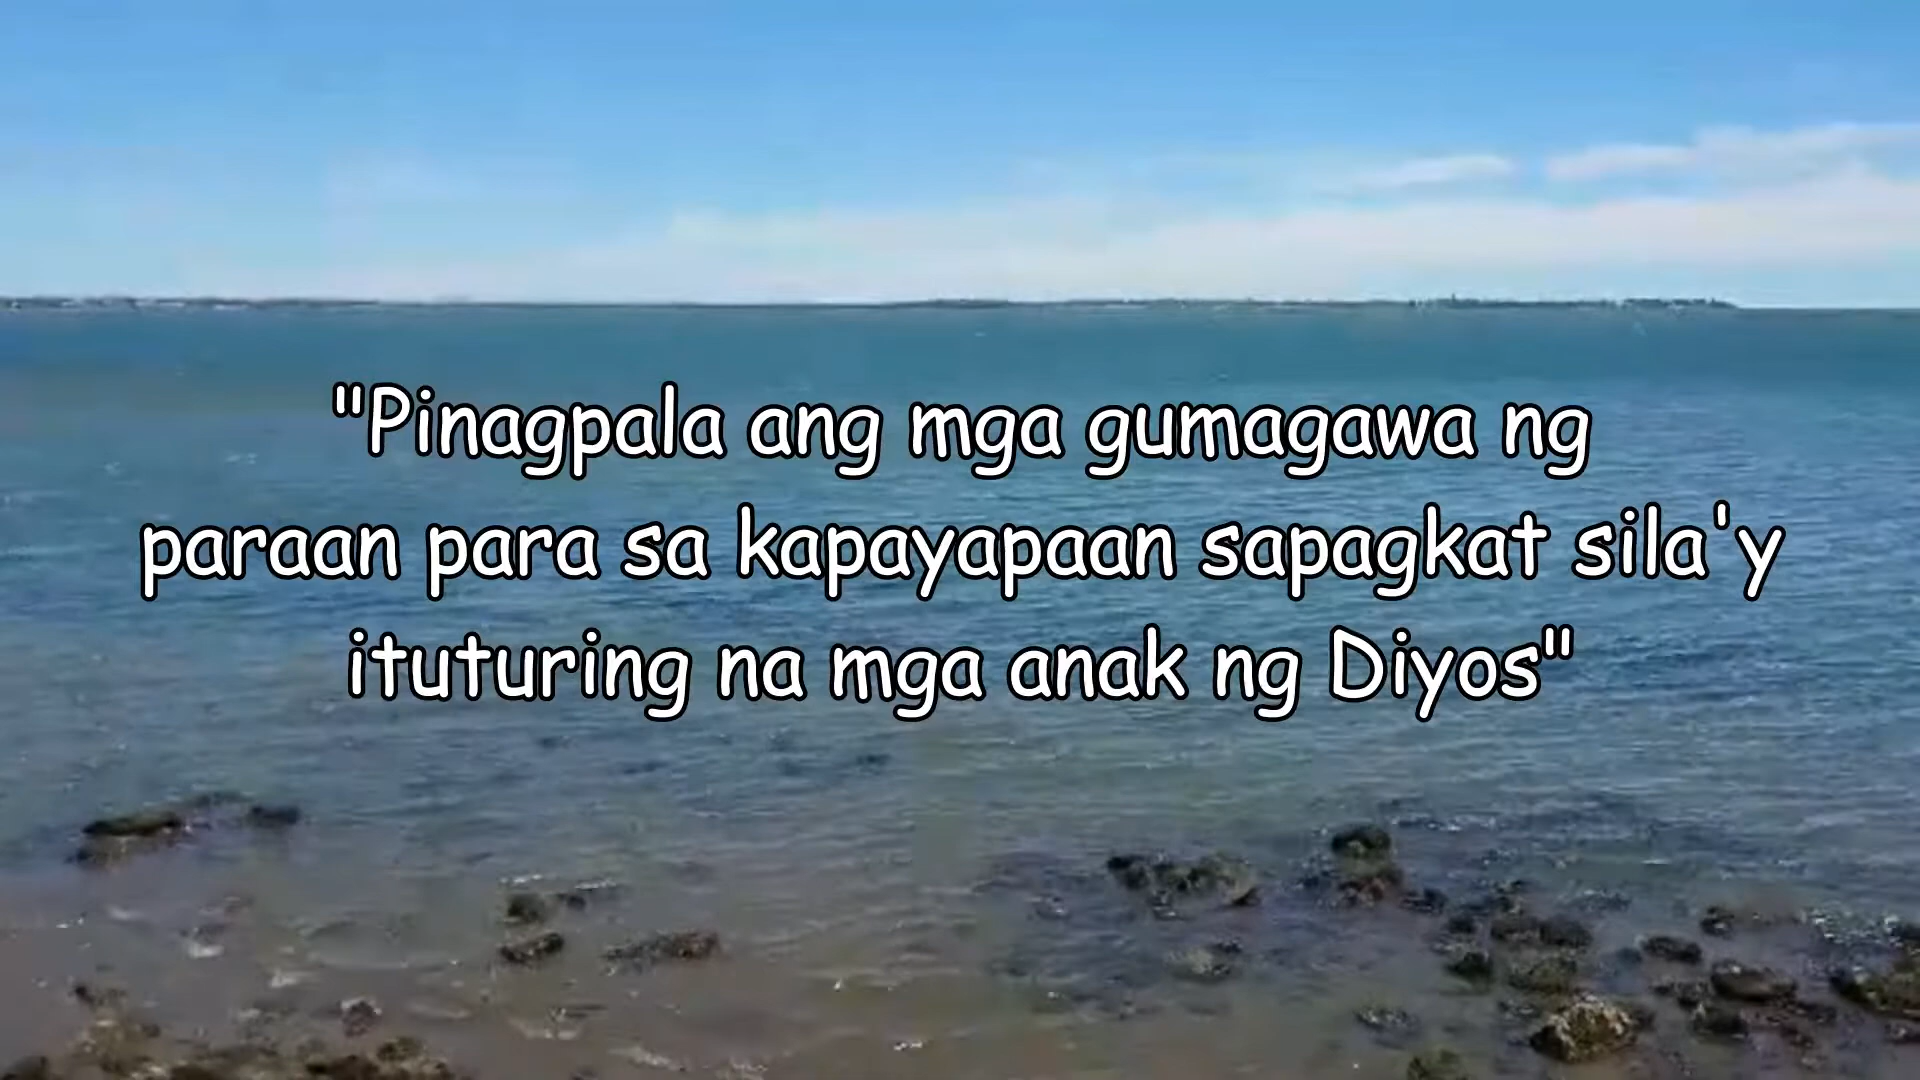 "Pinagpala ang mga gumagawa ng
paraan para sa kapayapaan sapagkat sila'y
ituturing na mga anak ng Diyos"